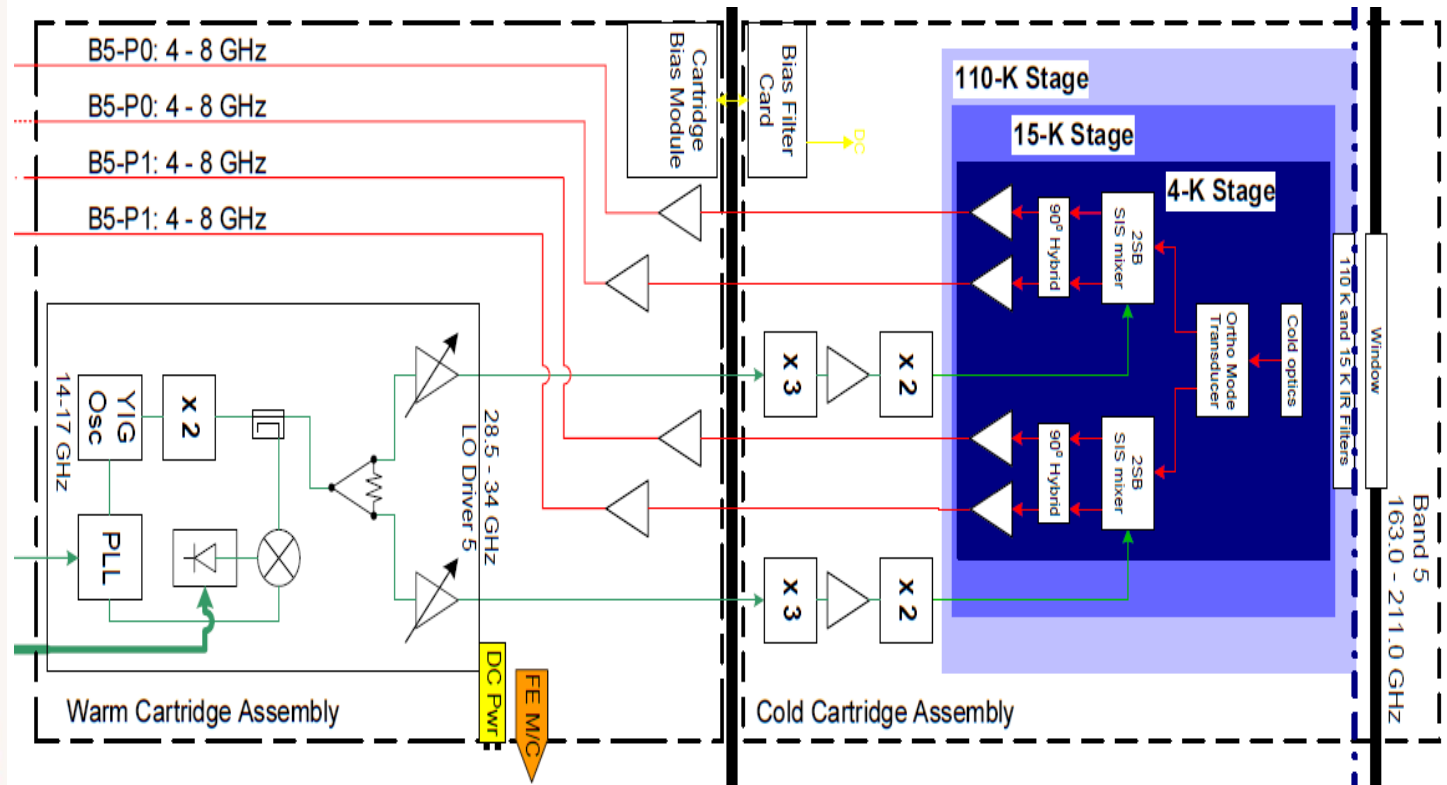 B5-P0: 4 - 8 GHz
B5-P0: 4 - 8 GHz
B5-P1: 4 - 8 GHz
B5-P1: 4 - 8 GHz
Cartridge
Bias Module
Bias Filter
Card
DC
110-K Stage
15-K Stage
4-K Stage
2SB
SIS mixer
90⁰ Hybrid
Ortho Mode
Transducer
Cold optics
110 K and 15 K IR Filters
Window
Band 5
163.0 - 211.0 GHz
x 3
x 2
2SB
SIS mixer
90⁰ Hybrid
x 3
x 2
YIG
Osc
14-17 GHz
x 2
PLL
28.5 - 34 GHz
LO Driver 5
DC Pwr
FE M/C
Warm Cartridge Assembly
Cold Cartridge Assembly